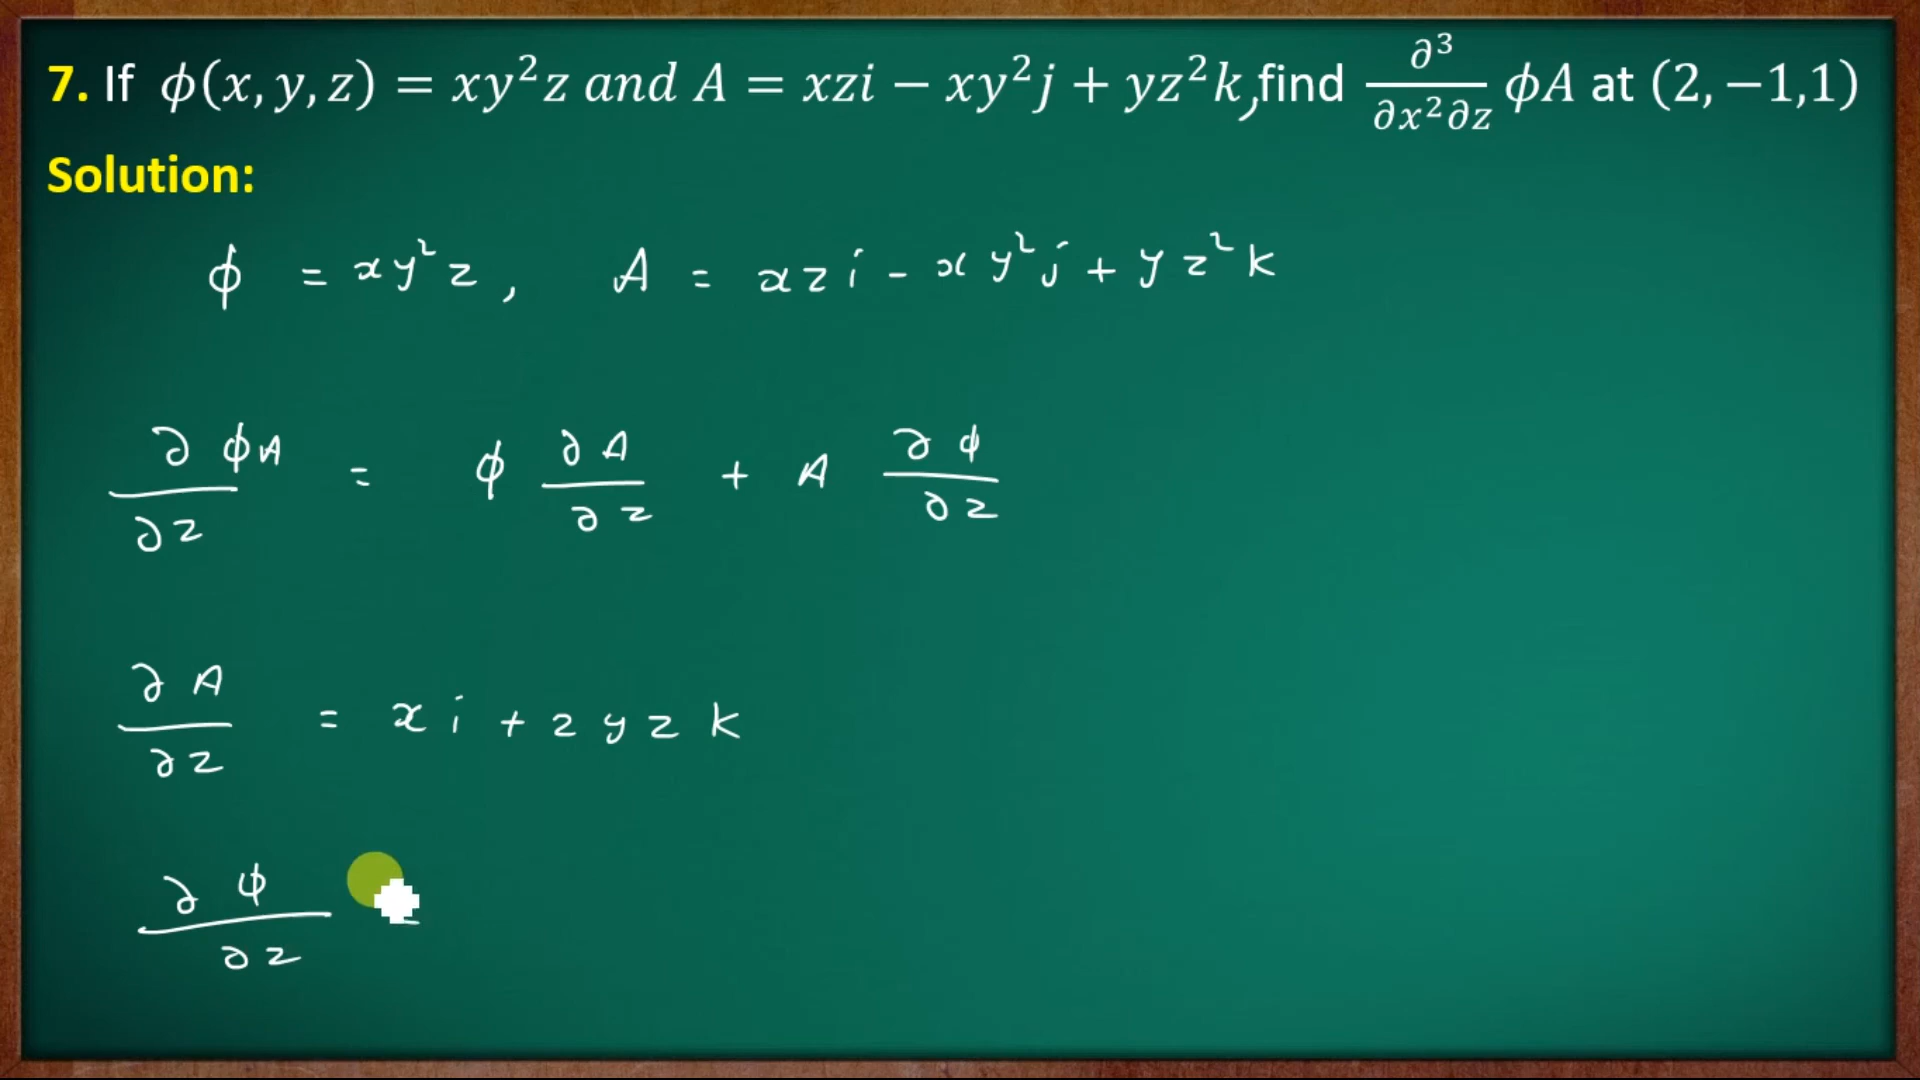 7. If ϕ(x, y, z) = xy²z and A = xzi − xy²j + yz²k, find ∂³/∂x²∂z ϕA at (2, −1,1)
Solution:
ϕ = xy²z, A = xzi - xy²j + yz²k
∂ϕA/∂z = ϕ ∂A/∂z + A ∂ϕ/∂z
∂A/∂z = xi + 2yzk
∂ϕ/∂z